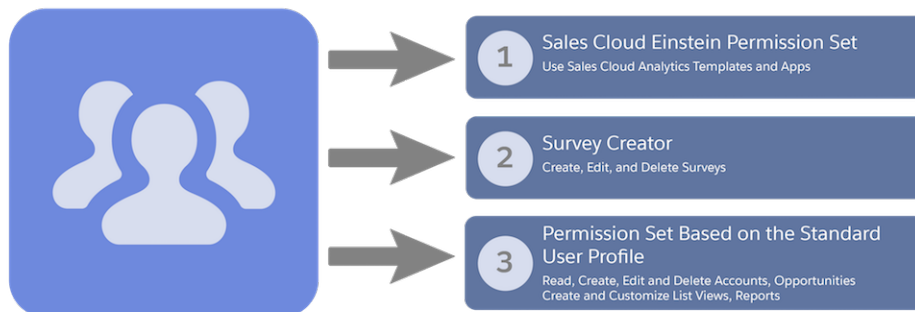 1
Sales Cloud Einstein Permission Set
Use Sales Cloud Analytics Templates and Apps
2
Survey Creator
Create, Edit, and Delete Surveys
3
Permission Set Based on the Standard
User Profile
Read, Create, Edit and Delete Accounts, Opportunities
Create and Customize List Views, Reports